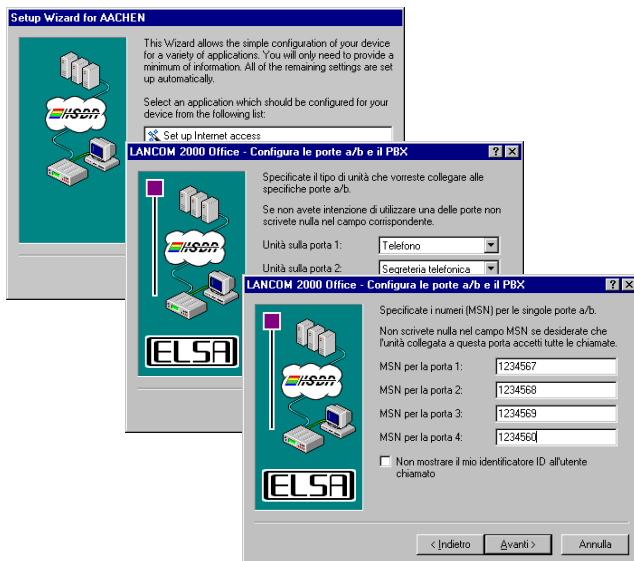 Setup Wizard for AACHEN
This Wizard allows the simple configuration of your device
for a variety of applications. You will only need to provide a
minimum of information. All of the remaining settings are set
up automatically.
Select an application which should be configured for your
device from the following list:
Set up Internet access
LANCOM 2000 Office - Configura le porte a/b e il PBX
Specificate il tipo di unità che vorreste collegare alle
specifiche porte a/b.
Se non avete intenzione di utilizzare una delle porte non
scrivete nulla nel campo corrispondente.
Unità sulla porta 1: Telefono
Unità sulla porta 2: Segreteria telefonica
ELSA
LANCOM 2000 Office - Configura le porte a/b e il PBX
Specificate i numeri (MSN) per le singole porte a/b.
Non scrivete nulla nel campo MSN se desiderate che
l'unità collegata a questa porta accetti tutte le chiamate.
MSN per la porta 1: 1234567
MSN per la porta 2: 1234568
MSN per la porta 3: 1234569
MSN per la porta 4: 1234560
Non mostrare il mio identificatore ID all'utente
chiamato
ELSA
< Indietro Avanti > Annulla